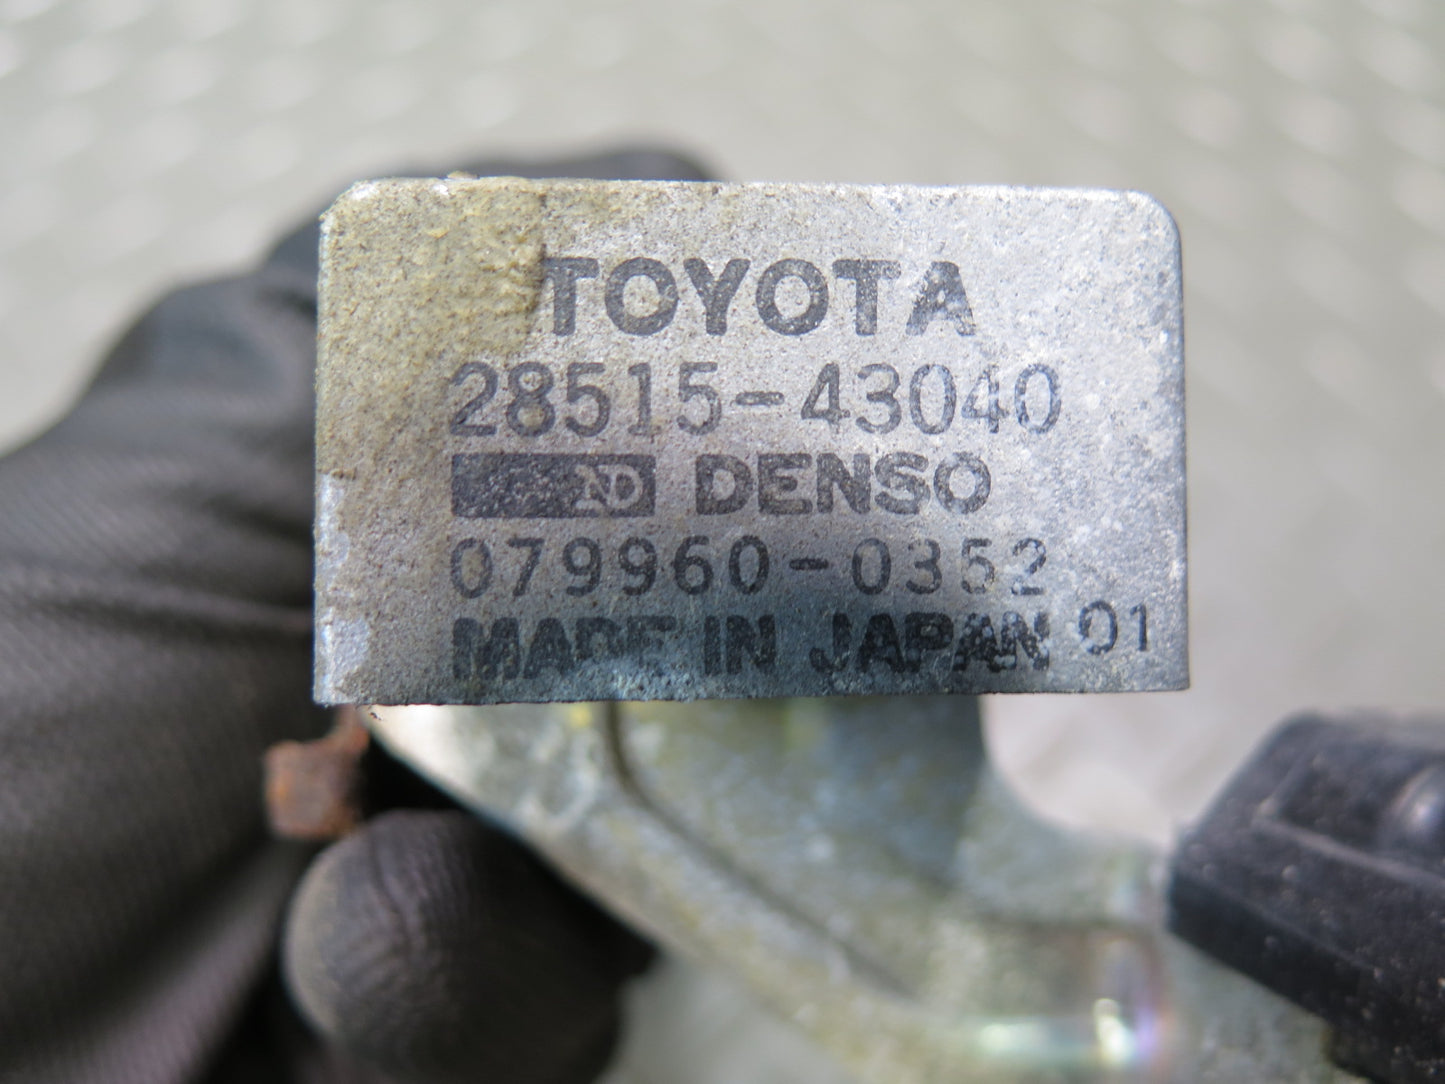 TOYOTA
28515-43040
ND DENSO
079960-0352
MADE IN JAPAN 01